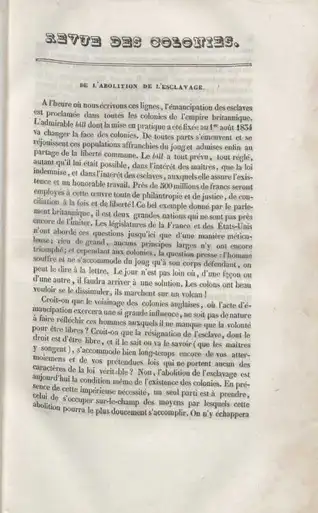 REVUE DES COLONIES.
DE L'ABOLITION DE L'ESCLAVAGE.
A l'heure où nous écrivons ces lignes, l'émancipation des esclaves
est proclamée dans toutes les colonies de l'empire britannique.
L'admirable bill dont la mise en pratique a été fixée au 1er août 1834
va changer la face des colonies. De toutes parts s'émeuvent et se
réjouissent ces populations affranchies du joug et admises enfin au
partage de la liberté commune. Le bill a tout prévu, tout réglé,
autant qu'il lui était possible, dans l'intérêt des maîtres, que la loi
indemnise, et dans l'intérêt des esclaves, auxquels elle assure l'exis-
tence et un honorable travail. Près de 500 millions de francs seront
employés à cette œuvre toute de philantropie et de justice, de con-
ciliation à la fois et de liberté! Ce bel exemple donné par le parle-
ment britannique, il est deux grandes nations qui ne sont pas près
encore de l'imiter. Les législatures de la France et des États-Unis
n'ont abordé ces questions jusqu'ici que d'une manière méticu-
leuse; rien de grand, aucuns principes larges n'y ont encore
triomphé; et cependant aux colonies, la question presse: l'homme
souffre et ne s'accommode du joug qu'à son corps défendant, on
peut le dire à la lettre. Le jour n'est pas loin où, d'une façon ou
d'une autre, il faudra arriver à une solution. Les colons ont beau
vouloir se le dissimuler, ils marchent sur un volcan!
Croit-on que le voisinage des colonies anglaises, où l'acte d'é-
mancipation exercera une si grande influence, ne soit pas de nature
à faire réfléchir ces hommes auxquels il ne manque que la volonté
pour être libres? Croit-on que la résignation de l'esclave, dont le
droit est d'être libre, et il le sait ou va le savoir (que les maîtres
y songent), s'accommode bien long-temps encore de vos ater-
moiemens et de vos prétendues lois qui ne portent aucun des
caractères de la loi véritable? Non, l'abolition de l'esclavage est
aujourd'hui la condition même de l'existence des colonies. En pré-
sence de cette impérieuse nécessité, un seul parti est à prendre,
celui de s'occuper sur-le-champ des moyens par lesquels cette
abolition pourra le plus doucement s'accomplir. On n'y échappera